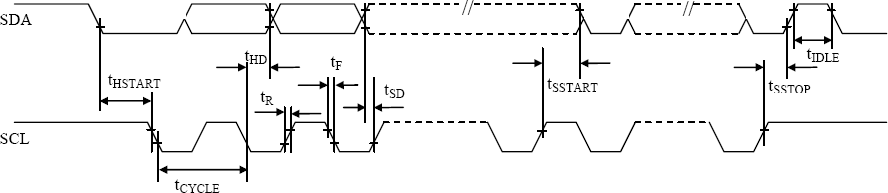 SDA
tHD
tF
tIDLE
tHSTART
tR
tSD
tSSTART
tSSTOP
SCL
tCYCLE